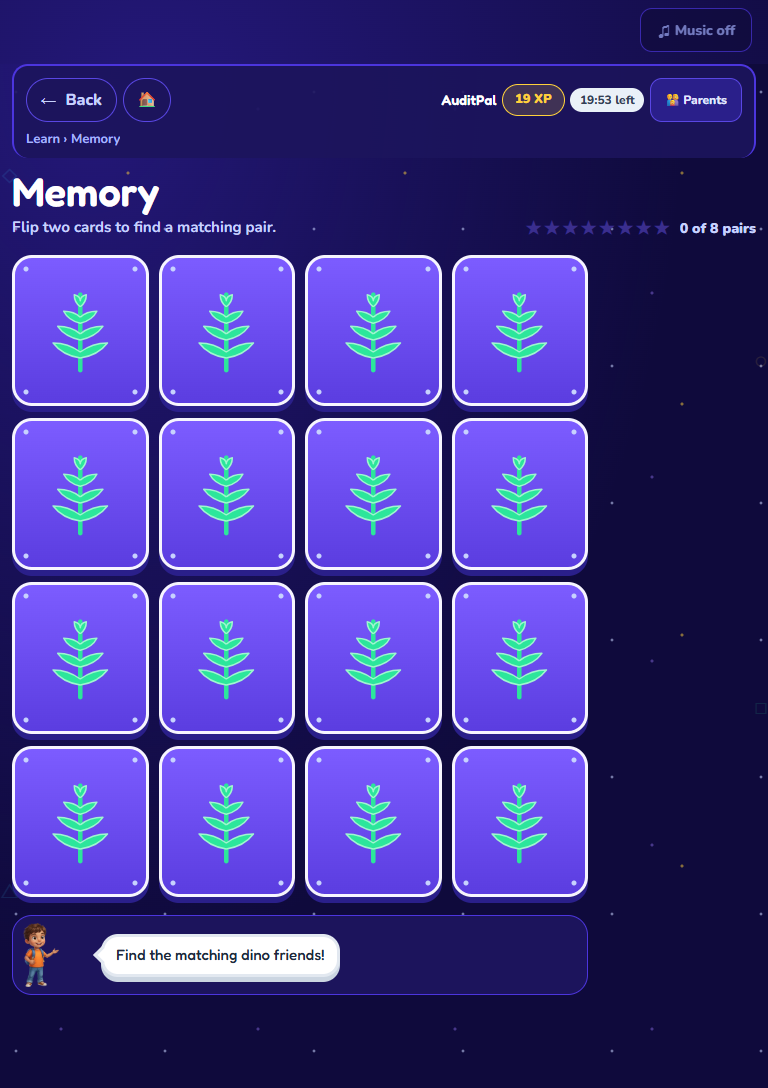 ♫ Music off
← Back
AuditPal
19 XP
19:53 left
Parents
Learn › Memory
Memory
Flip two cards to find a matching pair.
★★★★★★★★ 0 of 8 pairs
Find the matching dino friends!